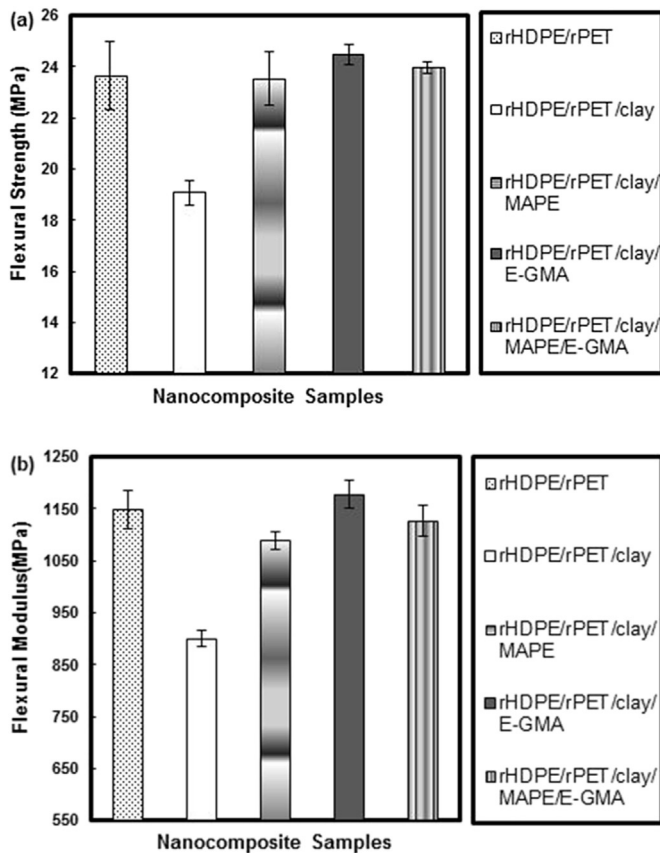 (a)
26
24
22
20
18
16
14
12
Flexural Strength (MPa)
Nanocomposite Samples
rHDPE/rPET
rHDPE/rPET/clay
rHDPE/rPET/clay/
MAPE
rHDPE/rPET/clay/
E-GMA
rHDPE/rPET/clay/
MAPE/E-GMA
(b)
1250
1150
1050
950
850
750
650
550
Flexural Modulus(MPa)
Nanocomposite Samples
rHDPE/rPET
rHDPE/rPET/clay
rHDPE/rPET/clay/
MAPE
rHDPE/rPET/clay/
E-GMA
rHDPE/rPET/clay/
MAPE/E-GMA